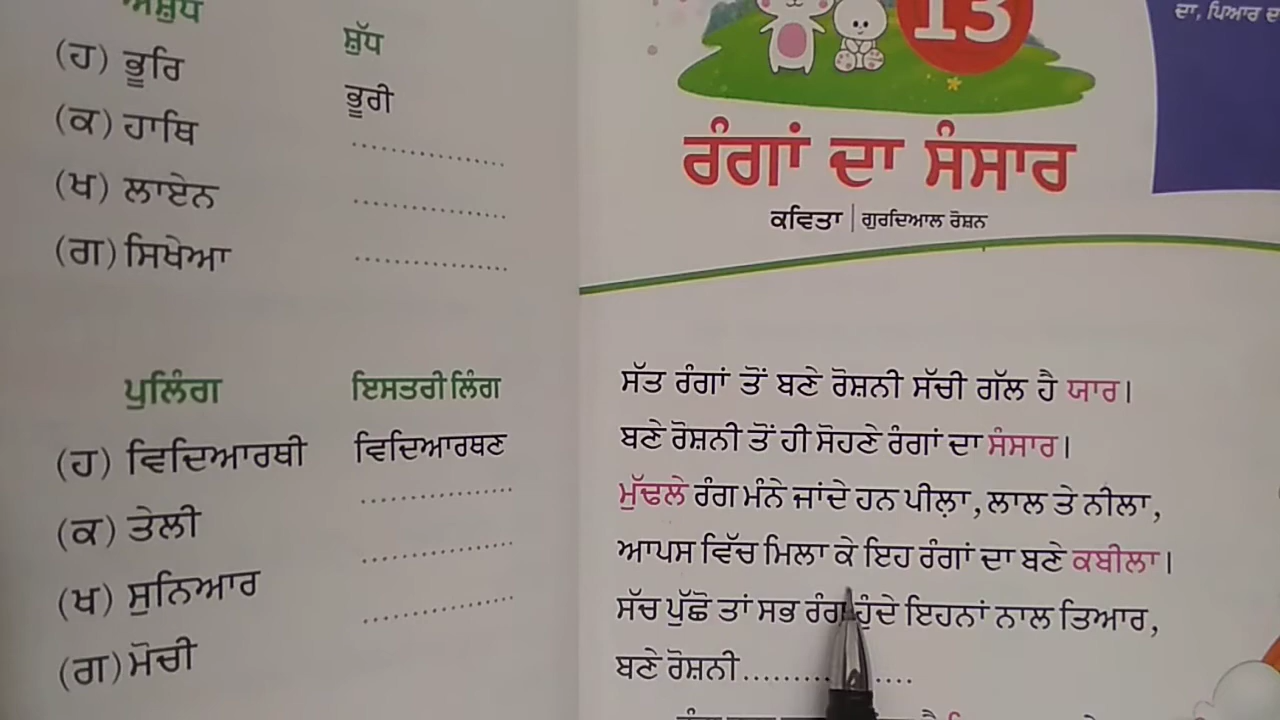 ਅਸ਼ੁੱਧ
ਸ਼ੁੱਧ
(ਹ) ਭੂਰਿ
ਭੂਰੀ
(ਕ) ਹਾਥਿ
(ਖ) ਲਾਏਨ
(ਗ) ਸਿਖੇਆ
ਪੁਲਿੰਗ
ਇਸਤਰੀ ਲਿੰਗ
(ਹ) ਵਿਦਿਆਰਥੀ
ਵਿਦਿਆਰਥਣ
(ਕ) ਤੇਲੀ
(ਖ) ਸੁਨਿਆਰ
(ਗ) ਮੋਚੀ
13
ਦਾ, ਪਿਆਰ ਦਾ
ਰੰਗਾਂ ਦਾ ਸੰਸਾਰ
ਕਵਿਤਾ | ਗੁਰਦਿਆਲ ਰੋਸ਼ਨ
ਸੱਤ ਰੰਗਾਂ ਤੋਂ ਬਣੇ ਰੋਸ਼ਨੀ ਸੱਚੀ ਗੱਲ ਹੈ ਯਾਰ।
ਬਣੇ ਰੋਸ਼ਨੀ ਤੋਂ ਹੀ ਸੋਹਣੇ ਰੰਗਾਂ ਦਾ ਸੰਸਾਰ।
ਮੁੱਢਲੇ ਰੰਗ ਮੰਨੇ ਜਾਂਦੇ ਹਨ ਪੀਲ਼ਾ, ਲਾਲ ਤੇ ਨੀਲਾ,
ਆਪਸ ਵਿੱਚ ਮਿਲਾ ਕੇ ਇਹ ਰੰਗਾਂ ਦਾ ਬਣੇ ਕਬੀਲਾ।
ਸੱਚ ਪੁੱਛੋ ਤਾਂ ਸਭ ਰੰਗ ਹੁੰਦੇ ਇਹਨਾਂ ਨਾਲ ਤਿਆਰ,
ਬਣੇ ਰੋਸ਼ਨੀ..................